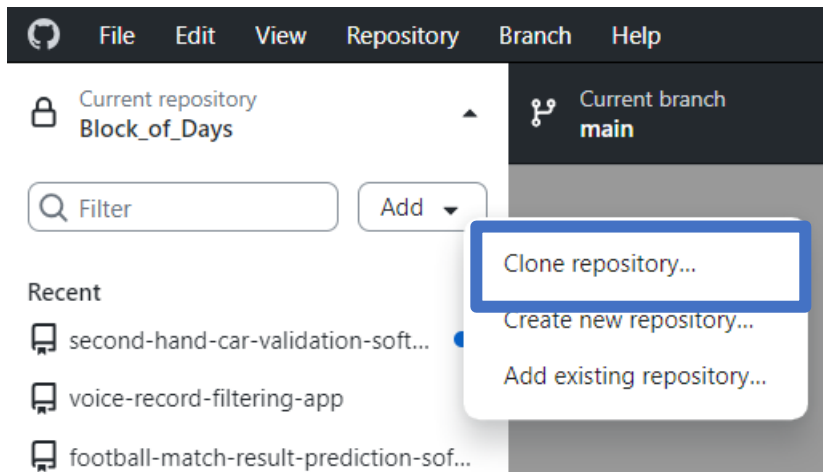 File Edit View Repository Branch Help
Current repository
Block_of_Days
Current branch
main
Filter
Add
Clone repository...
Create new repository...
Add existing repository...
Recent
second-hand-car-validation-soft...
voice-record-filtering-app
football-match-result-prediction-sof...